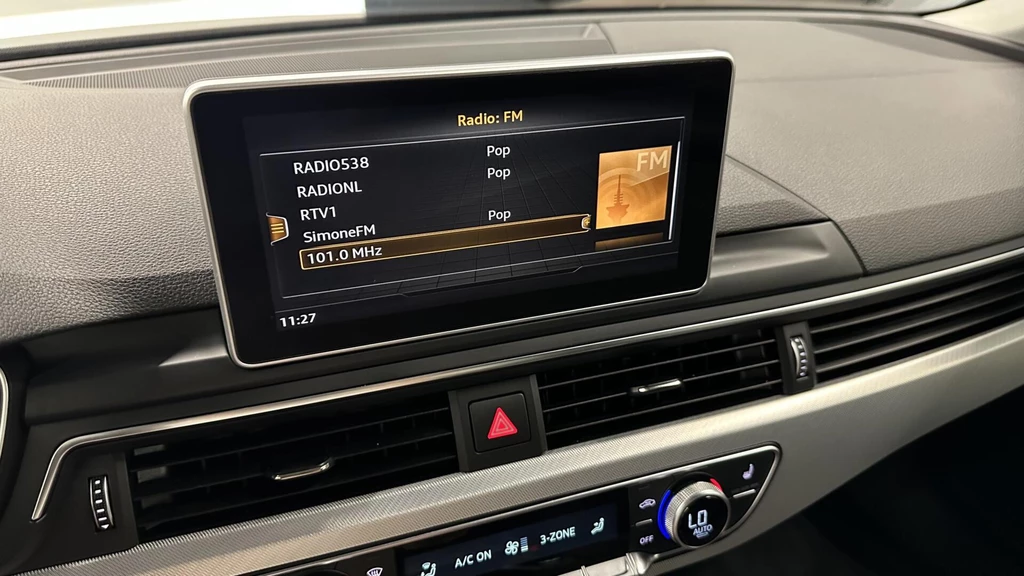 Radio: FM
RADIO538 Pop
RADIONL Pop
RTV1
SimoneFM Pop
101.0 MHz
FM
11:27
LO
AUTO
OFF
A/C ON
3-ZONE